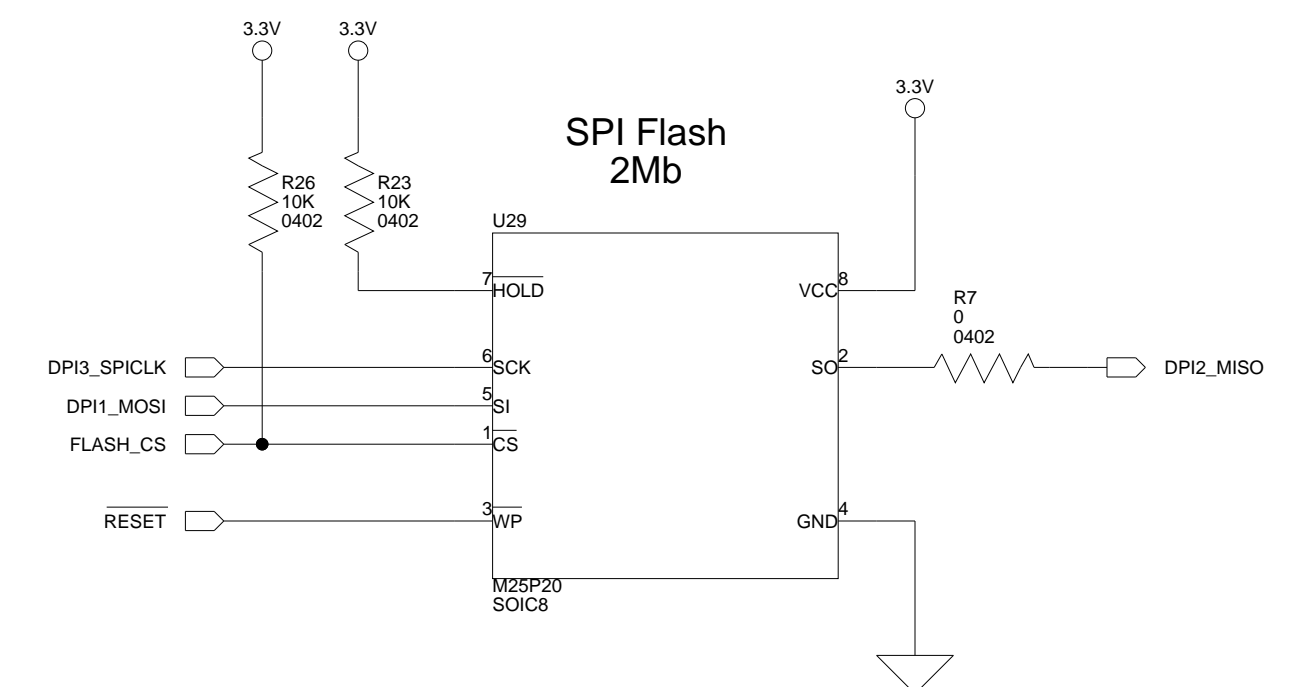 3.3V
3.3V
3.3V
SPI Flash
2Mb
R26
10K
0402
R23
10K
0402
U29
7
HOLD
VCC
8
R7
0
0402
DPI3_SPICLK
6
SCK
SO
2
DPI2_MISO
DPI1_MOSI
5
SI
FLASH_CS
1
CS
RESET
3
WP
GND
4
M25P20
SOIC8